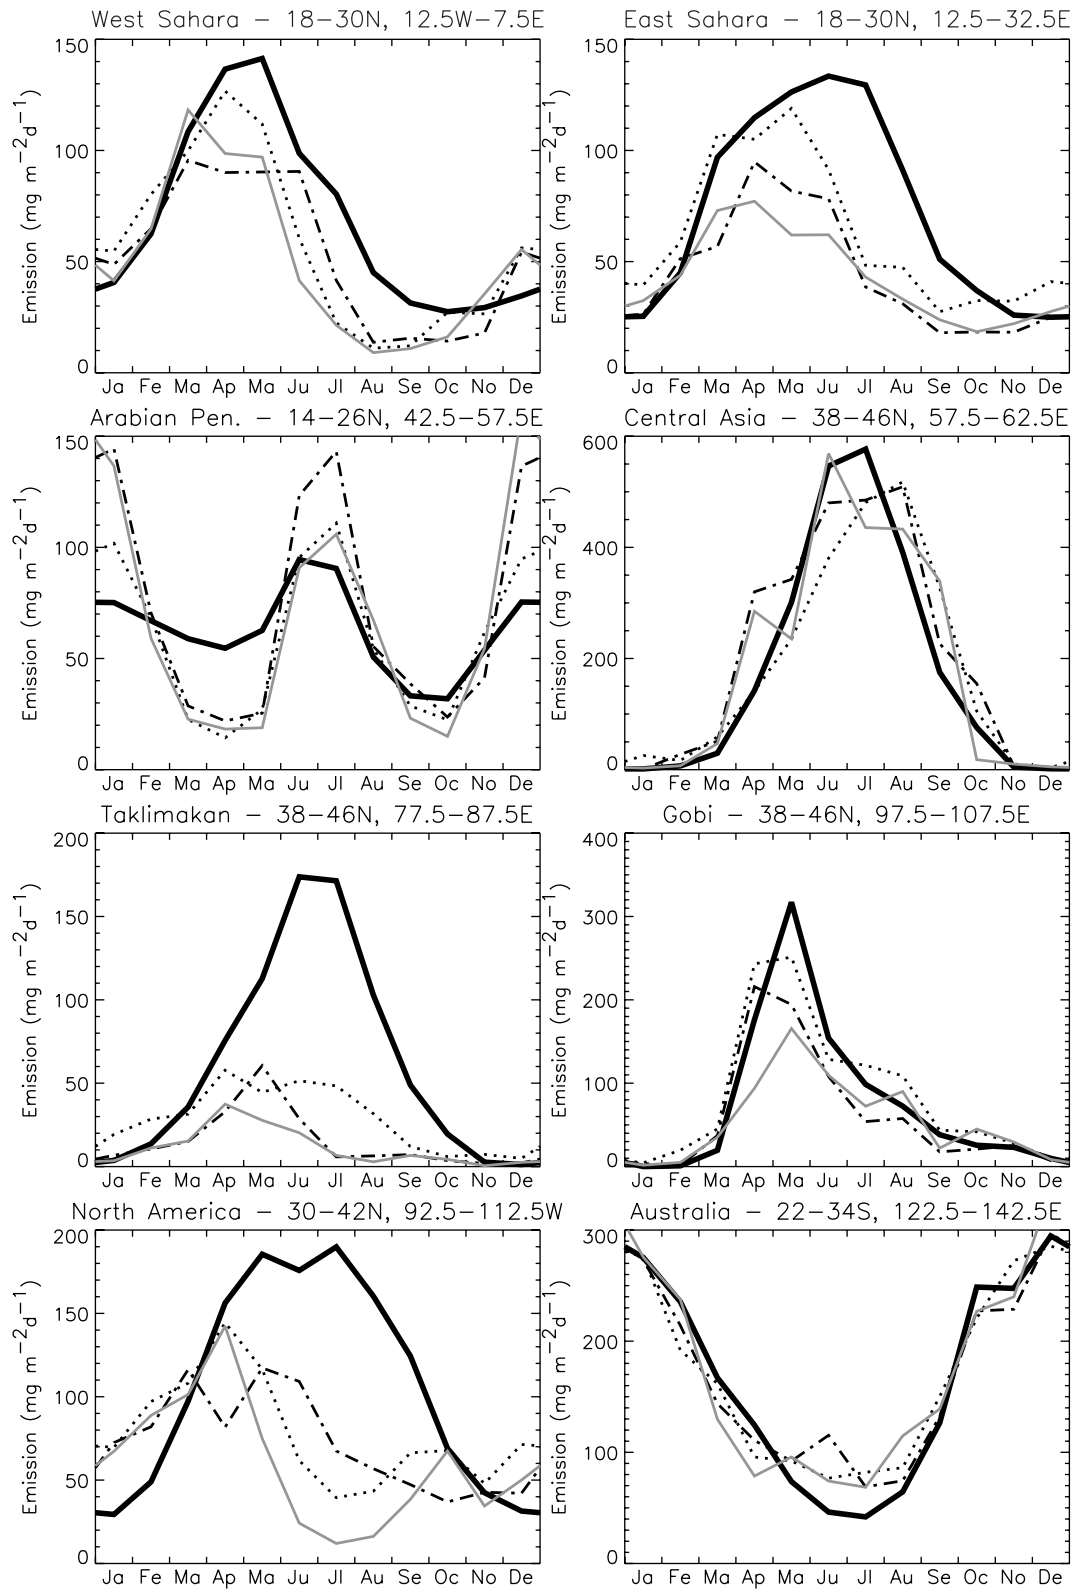 West Sahara − 18−30N, 12.5W−7.5E
East Sahara − 18−30N, 12.5−32.5E
Emission (mg m−2d−1)
150
100
50
0
Ja Fe Ma Ap Ma Ju Jl Au Se Oc No De
Emission (mg m−2d−1)
150
100
50
0
Ja Fe Ma Ap Ma Ju Jl Au Se Oc No De
Arabian Pen. − 14−26N, 42.5−57.5E
Central Asia − 38−46N, 57.5−62.5E
Emission (mg m−2d−1)
150
100
50
0
Ja Fe Ma Ap Ma Ju Jl Au Se Oc No De
Emission (mg m−2d−1)
600
400
200
0
Ja Fe Ma Ap Ma Ju Jl Au Se Oc No De
Taklimakan − 38−46N, 77.5−87.5E
Gobi − 38−46N, 97.5−107.5E
Emission (mg m−2d−1)
200
150
100
50
0
Ja Fe Ma Ap Ma Ju Jl Au Se Oc No De
Emission (mg m−2d−1)
400
300
200
100
0
Ja Fe Ma Ap Ma Ju Jl Au Se Oc No De
North America − 30−42N, 92.5−112.5W
Australia − 22−34S, 122.5−142.5E
Emission (mg m−2d−1)
200
150
100
50
0
Ja Fe Ma Ap Ma Ju Jl Au Se Oc No De
Emission (mg m−2d−1)
300
200
100
0
Ja Fe Ma Ap Ma Ju Jl Au Se Oc No De